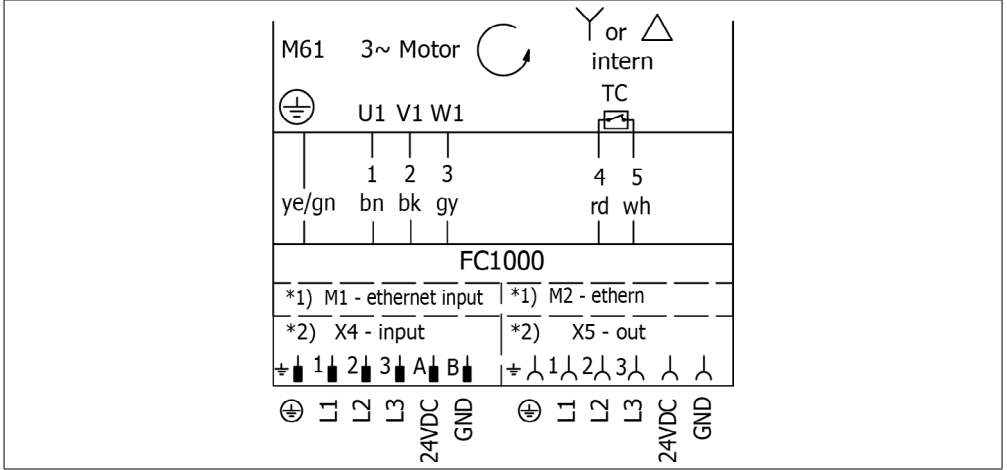 M61 3~ Motor Y or △
intern
TC
U1 V1 W1
1 2 3 4 5
ye/gn bn bk gy rd wh
FC1000
*1) M1 - ethernet input *1) M2 - ethern
*2) X4 - input *2) X5 - out
1 2 3 A B 1 2 3
L1 L2 L3 24VDC GND L1 L2 L3 24VDC GND